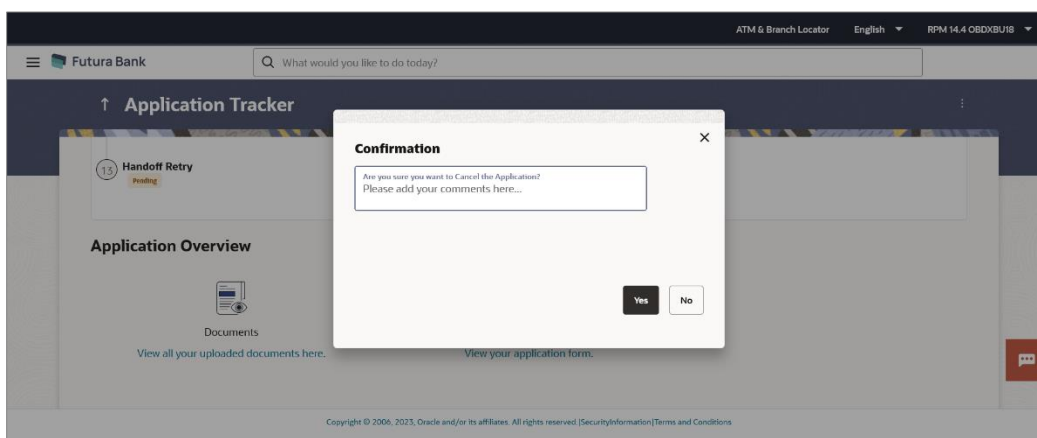 ATM & Branch Locator English RPM 14.4 OBDXBU18
Futura Bank
What would you like to do today?
Application Tracker
Confirmation
13 Handoff Retry
Pending
Are you sure you want to Cancel the Application?
Please add your comments here...
Application Overview
Yes No
Documents
View all your uploaded documents here. View your application form.
Copyright © 2006, 2023, Oracle and/or its affiliates. All rights reserved.|SecurityInformation|Terms and Conditions